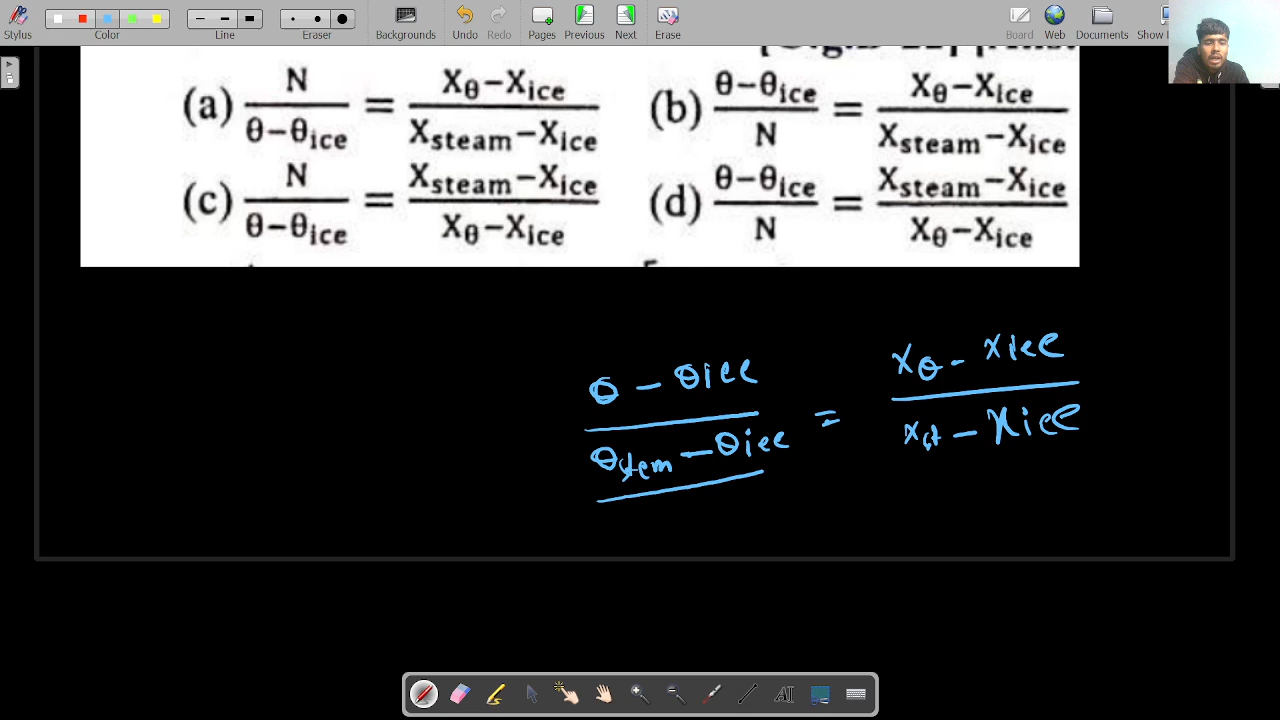 Stylus Color Line Eraser Backgrounds Undo Redo Pages Previous Next Erase Board Web Documents
(a) N/θ−θice = Xθ−Xice/Xsteam−Xice (b) θ−θice/N = Xθ−Xice/Xsteam−Xice
(c) N/θ−θice = Xsteam−Xice/Xθ−Xice (d) θ−θice/N = Xsteam−Xice/Xθ−Xice
θ − θice / θstem − θice = xθ − xice / xst − xice
AI